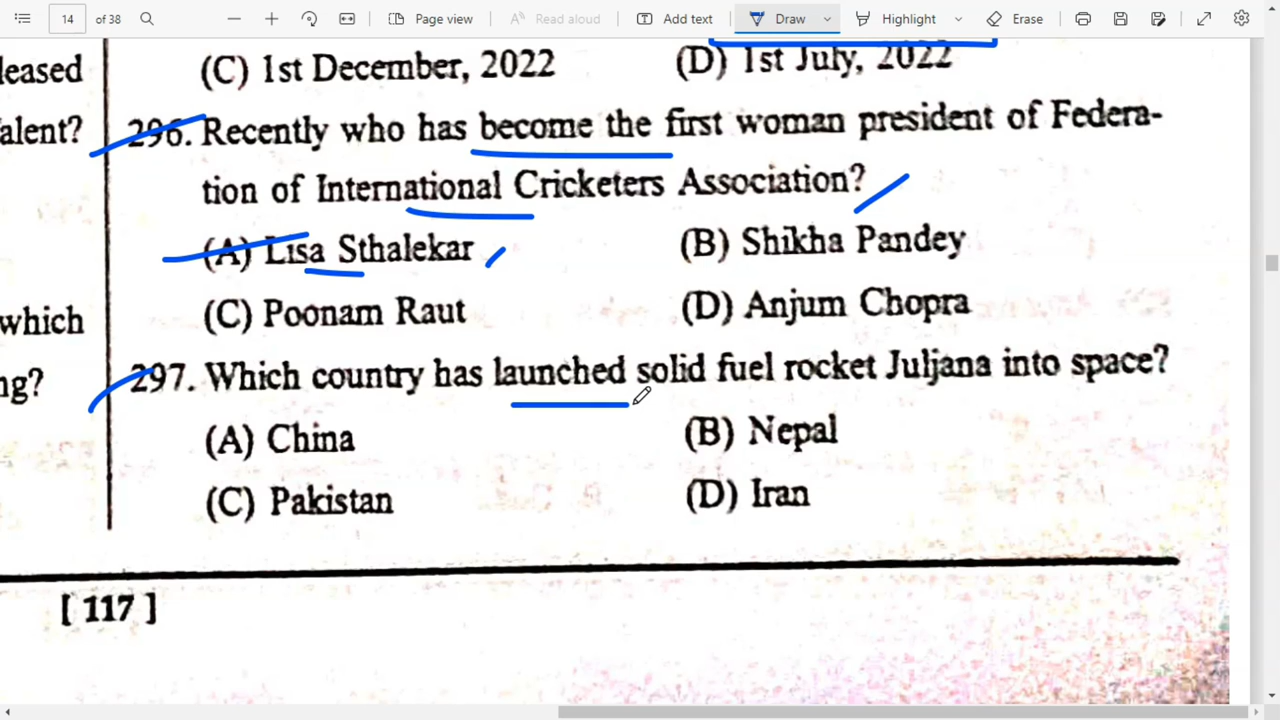 14 of 38 Page view Read aloud Add text Draw Highlight Erase
leased
alent?
which
ng?
(C) 1st December, 2022 (D) 1st July, 2022
296. Recently who has become the first woman president of Federa-
tion of International Cricketers Association?
(A) Lisa Sthalekar (B) Shikha Pandey
(C) Poonam Raut (D) Anjum Chopra
297. Which country has launched solid fuel rocket Juljana into space?
(A) China (B) Nepal
(C) Pakistan (D) Iran
[ 117 ]